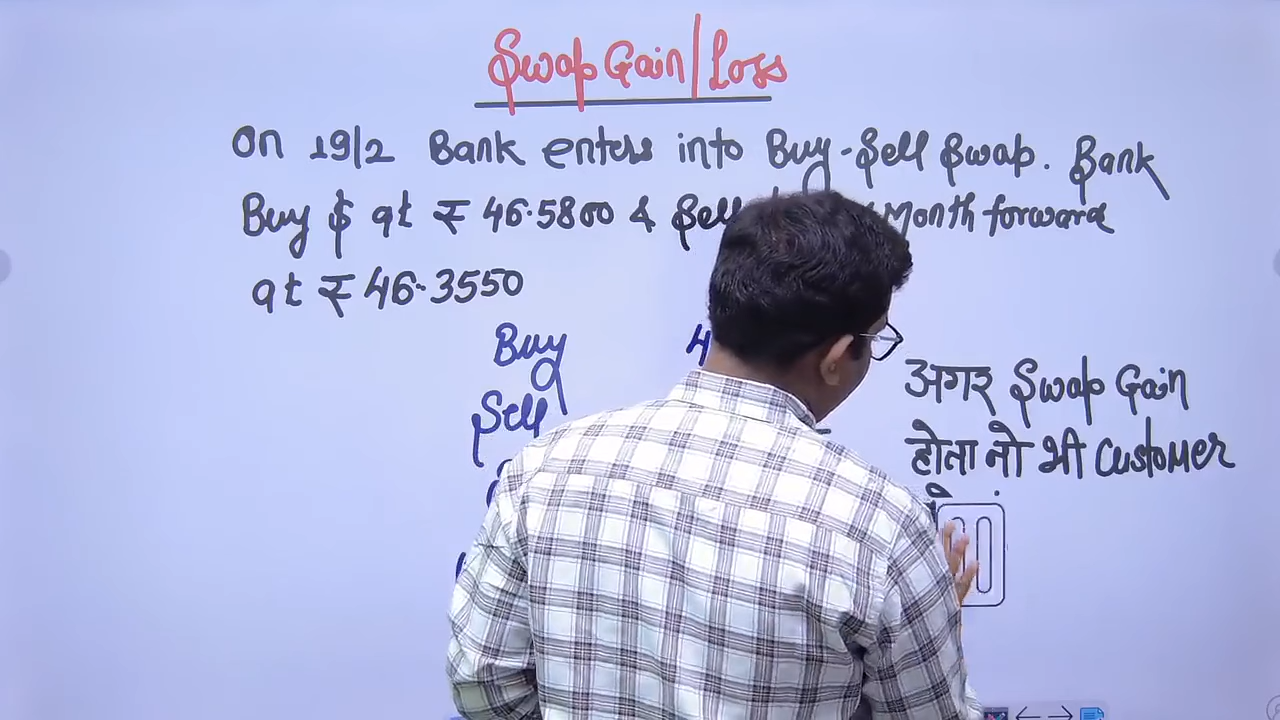 Swap Gain/Loss
On 19/2 Bank enters into Buy-Sell Swap. Bank
Buy $ at ₹ 46.5800 & Sell Month forward
at ₹ 46.3550
Buy 4
Sell
अगर Swap Gain
होता तो भी Customer